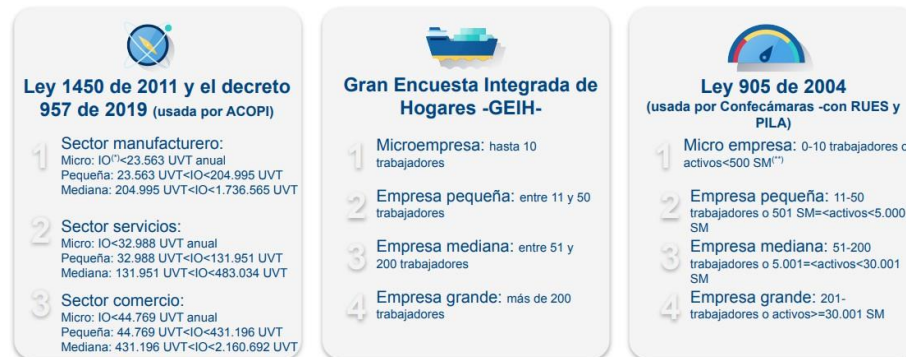 Ley 1450 de 2011 y el decreto
957 de 2019 (usada por ACOPI)
1 Sector manufacturero:
Micro: IO(*)<23.563 UVT anual
Pequeña: 23.563 UVT<IO<204.995 UVT
Mediana: 204.995 UVT<IO<1.736.565 UVT
2 Sector servicios:
Micro: IO<32.988 UVT anual
Pequeña: 32.988 UVT<IO<131.951 UVT
Mediana: 131.951 UVT<IO<483.034 UVT
3 Sector comercio:
Micro: IO<44.769 UVT anual
Pequeña: 44.769 UVT<IO<431.196 UVT
Mediana: 431.196 UVT<IO<2.160.692 UVT
Gran Encuesta Integrada de
Hogares -GEIH-
1 Microempresa: hasta 10
trabajadores
2 Empresa pequeña: entre 11 y 50
trabajadores
3 Empresa mediana: entre 51 y
200 trabajadores
4 Empresa grande: más de 200
trabajadores
Ley 905 de 2004
(usada por Confecámaras -con RUES y
PILA)
1 Micro empresa: 0-10 trabajadores o
activos<500 SM(**)
2 Empresa pequeña: 11-50
trabajadores o 501 SM=<activos<5.000
SM
3 Empresa mediana: 51-200
trabajadores o 5.001=<activos<30.001
SM
4 Empresa grande: 201-
trabajadores o activos>=30.001 SM